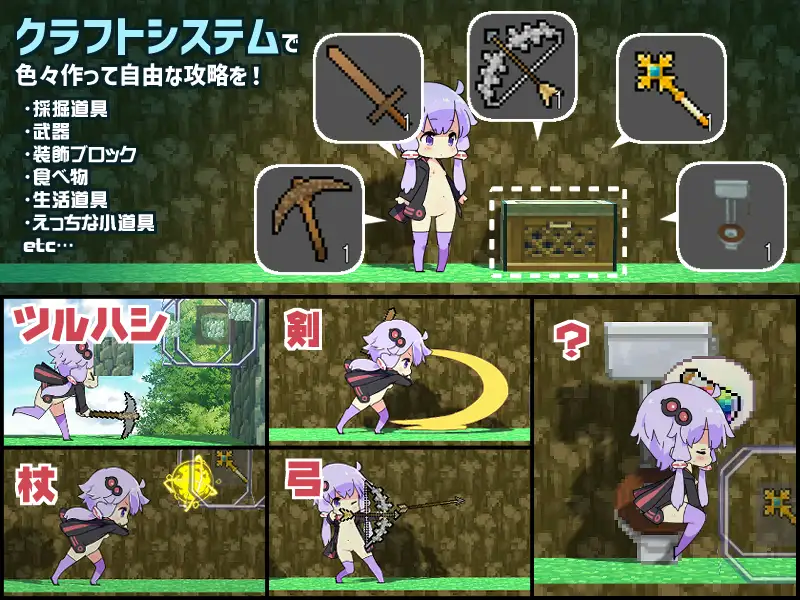 クラフトシステムで
色々作って自由な攻略を！
・採掘道具
・武器
・装飾ブロック
・食べ物
・生活道具
・えっちな小道具
etc…
1
1
1
1
1
ツルハシ
剣
？
杖
弓